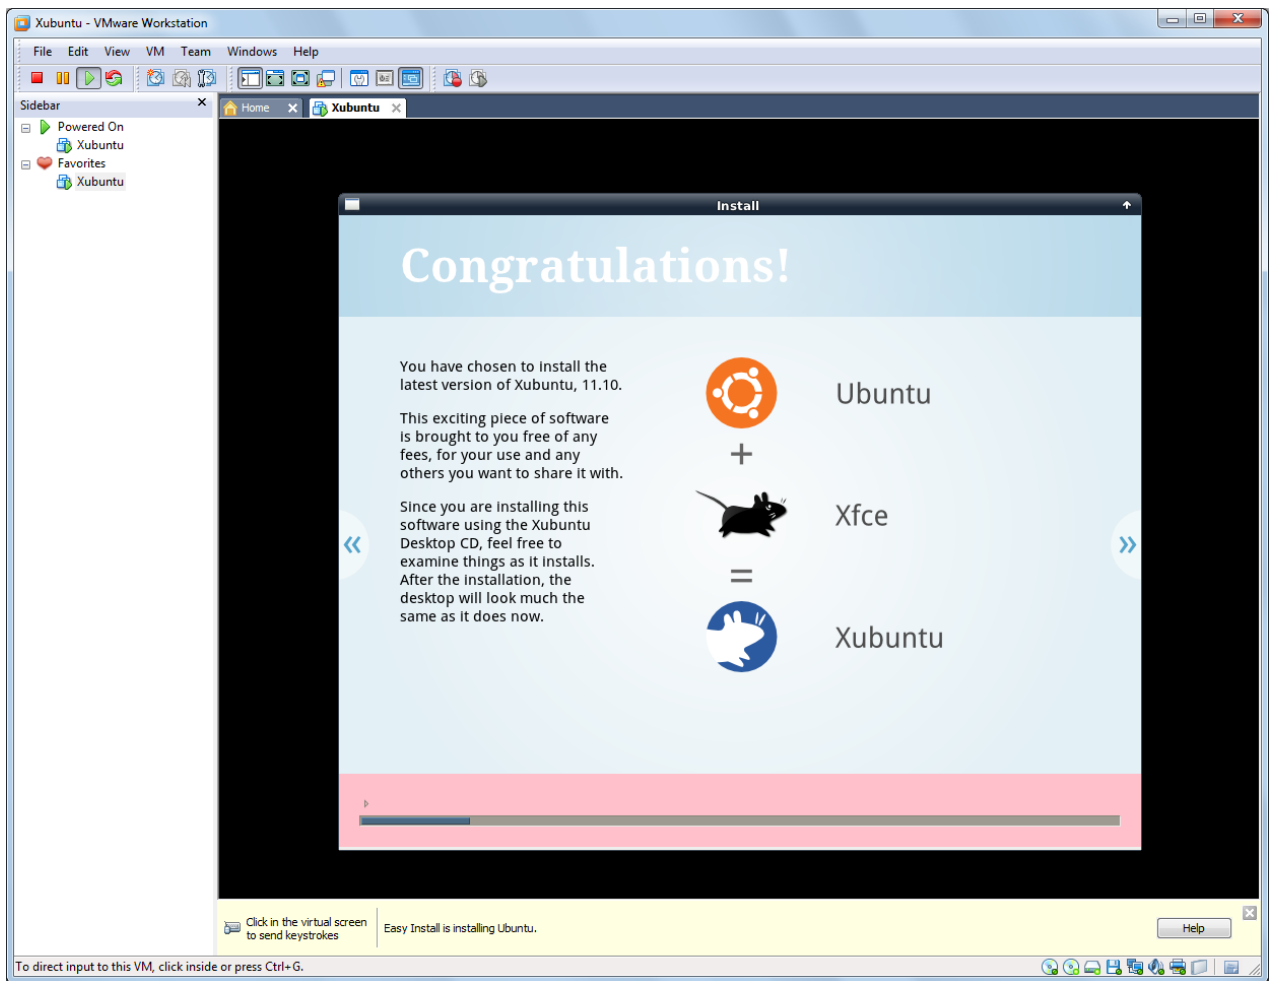 Xubuntu - VMware Workstation
File Edit View VM Team Windows Help
Sidebar
Home
Xubuntu
Powered On
Xubuntu
Favorites
Xubuntu
Install
Congratulations!
You have chosen to install the
latest version of Xubuntu, 11.10.
This exciting piece of software
is brought to you free of any
fees, for your use and any
others you want to share it with.
Since you are installing this
software using the Xubuntu
Desktop CD, feel free to
examine things as it installs.
After the installation, the
desktop will look much the
same as it does now.
Ubuntu
+
Xfce
=
Xubuntu
Click in the virtual screen
to send keystrokes
Easy Install is installing Ubuntu.
Help
To direct input to this VM, click inside or press Ctrl+G.